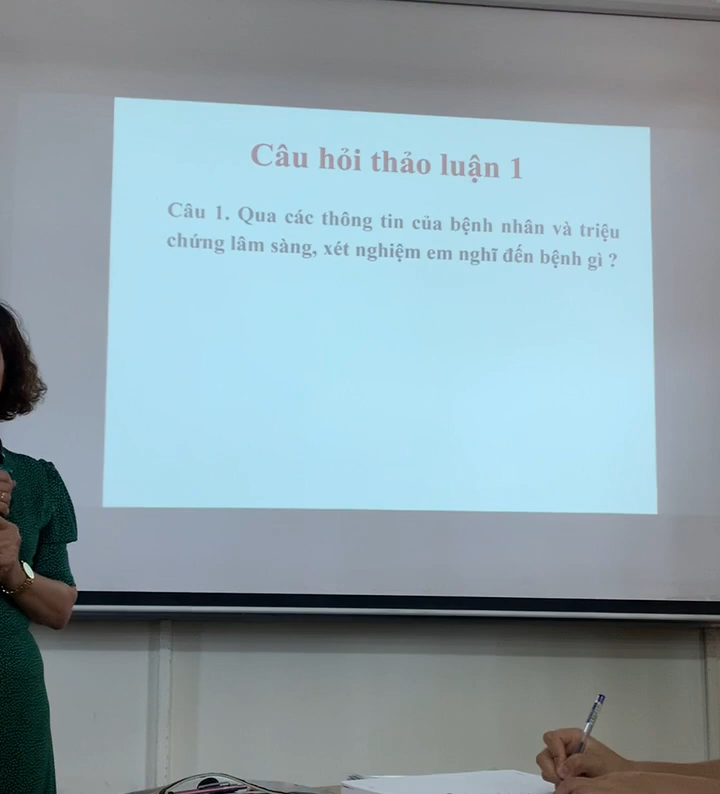 Câu hỏi thảo luận 1
Câu 1. Qua các thông tin của bệnh nhân và triệu
chứng lâm sàng, xét nghiệm em nghĩ đến bệnh gì ?